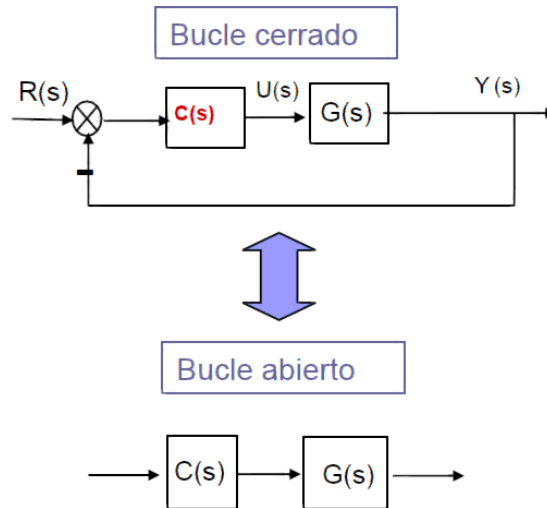 Bucle cerrado
R(s)
C(s)
U(s)
G(s)
Y(s)
Bucle abierto
C(s)
G(s)